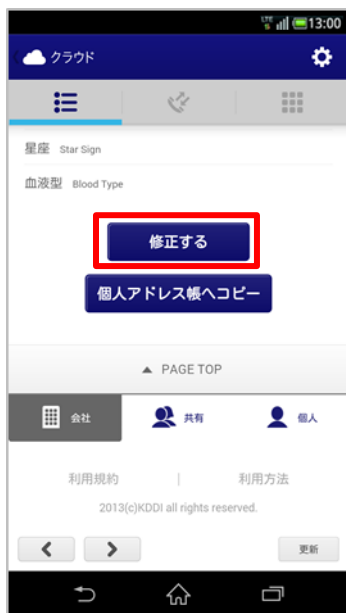 LTE 13:00
クラウド
星座 Star Sign
血液型 Blood Type
修正する
個人アドレス帳へコピー
▲ PAGE TOP
会社 共有 個人
利用規約 | 利用方法
2013(c)KDDI all rights reserved.
更新